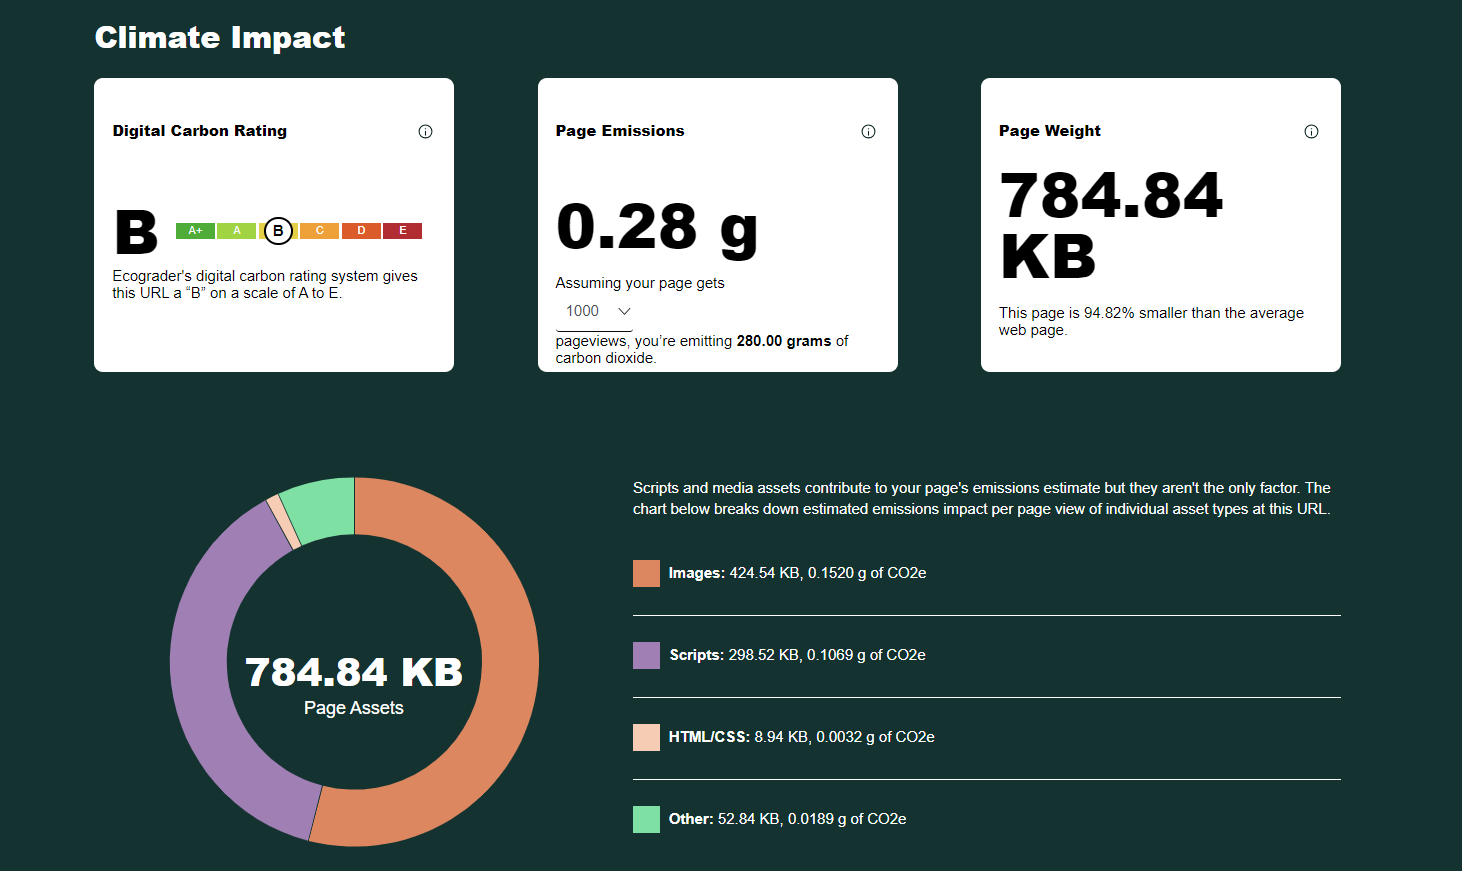 Climate Impact
Digital Carbon Rating
B
A+ A B C D E
Ecograder's digital carbon rating system gives
this URL a “B” on a scale of A to E.
Page Emissions
0.28 g
Assuming your page gets
1000
pageviews, you’re emitting 280.00 grams of
carbon dioxide.
Page Weight
784.84
KB
This page is 94.82% smaller than the average
web page.
784.84 KB
Page Assets
Scripts and media assets contribute to your page's emissions estimate but they aren't the only factor. The
chart below breaks down estimated emissions impact per page view of individual asset types at this URL.
Images: 424.54 KB, 0.1520 g of CO2e
Scripts: 298.52 KB, 0.1069 g of CO2e
HTML/CSS: 8.94 KB, 0.0032 g of CO2e
Other: 52.84 KB, 0.0189 g of CO2e